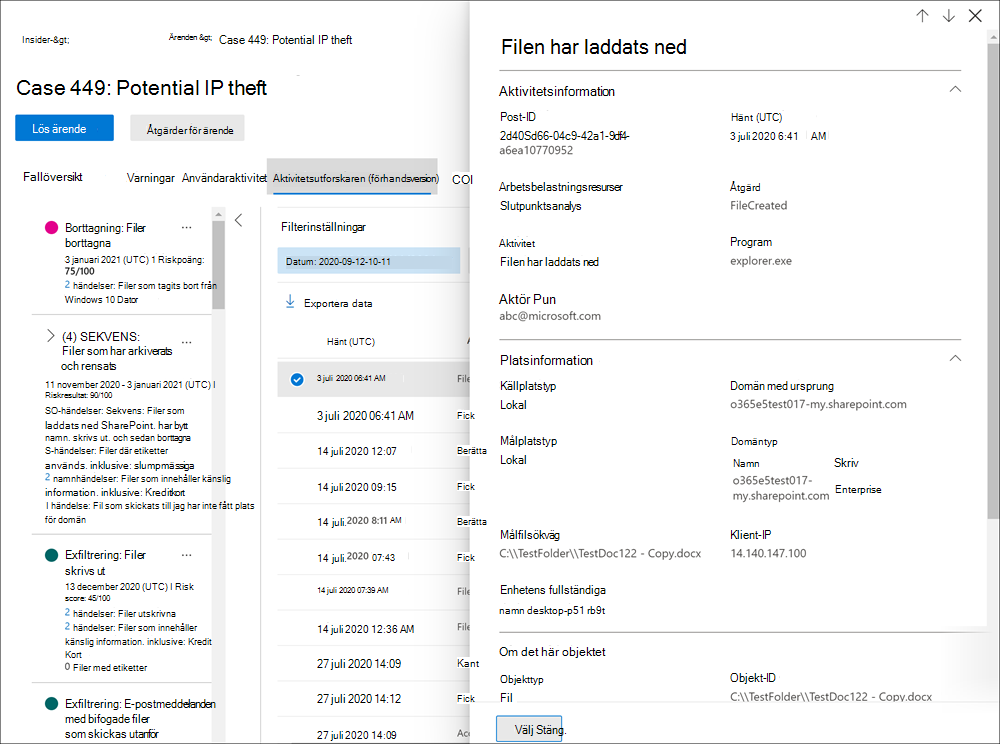 Insider-&gt;
Ärenden &gt; Case 449: Potential IP theft
Case 449: Potential IP theft
Lös ärende
Åtgärder för ärende
Fallöversikt
Varningar
Användaraktivitet
Aktivitetsutforskaren (förhandsversion)
COI
Borttagning: Filer
borttagna
3 januari 2021 (UTC) 1 Riskpoäng:
75/100
2 händelser: Filer som tagits bort från
Windows 10 Dator
(4) SEKVENS:
Filer som har arkiverats
och rensats
11 november 2020 - 3 januari 2021 (UTC) I
Riskresultat: 90/100
SO-händelser: Sekvens: Filer som
laddats ned SharePoint. har bytt
namn. skrivs ut. och sedan borttagna
S-händelser: Filer där etiketter
används. inklusive: slumpmässiga
2 namnhändelser: Filer som innehåller känslig
information. inklusive: Kreditkort
I händelse: Fil som skickats till jag har inte fått plats
för domän
Exfiltrering: Filer
skrivs ut
13 december 2020 (UTC) I Risk
score: 45/100
2 händelser: Filer utskrivna
2 händelser: Filer som innehåller
känslig information. inklusive: Kredit
Kort
0 Filer med etiketter
Exfiltrering: E-postmeddelanden
med bifogade filer
som skickas utanför
Filterinställningar
Datum: 2020-09-12-10-11
Exportera data
Hänt (UTC)
3 juli 2020 06:41 AM File
3 juli 2020 06:41 AM Fick
14 juli 2020 12:07 Berätta
14 juli 2020 09:15 Fick
14 juli. 2020 8:11 AM Berätta
14 juli. 2020 07:43 Fick
14 juli 2020 07:39 AM File
14 juli 2020 12:36 AM File
27 juli 2020 14:09 Kant
27 juli 2020 14:12 Fick
27 juli 2020 14:09 Acc
Filen har laddats ned
Aktivitetsinformation
Post-ID
2d40Sd66-04c9-42a1-9df4-
a6ea10770952
Hänt (UTC)
3 juli 2020 6:41 AM
Arbetsbelastningsresurser
Slutpunktsanalys
Åtgärd
FileCreated
Aktivitet
Filen har laddats ned
Program
explorer.exe
Aktör Pun
abc@microsoft.com
Platsinformation
Källplatstyp
Lokal
Domän med ursprung
o365e5test017-my.sharepoint.com
Målplatstyp
Lokal
Domäntyp
Namn
o365e5test017-
my.sharepoint.com
Skriv
Enterprise
Målfilsökväg
C:\\TestFolder\\TestDoc122 - Copy.docx
Klient-IP
14.140.147.100
Enhetens fullständiga
namn desktop-p51 rb9t
Om det här objektet
Objekttyp
Fil
Objekt-ID
C:\\TestFolder\\TestDoc122 - Copy.docx
Välj Stäng.